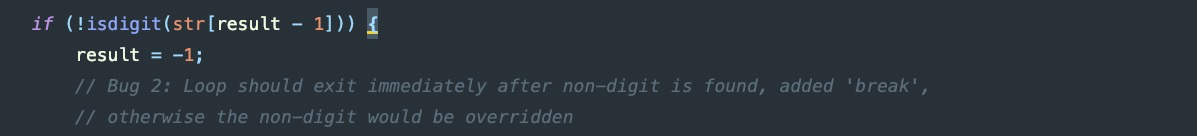 if (!isdigit(str[result - 1])) {
result = -1;
// Bug 2: Loop should exit immediately after non-digit is found, added 'break',
// otherwise the non-digit would be overridden